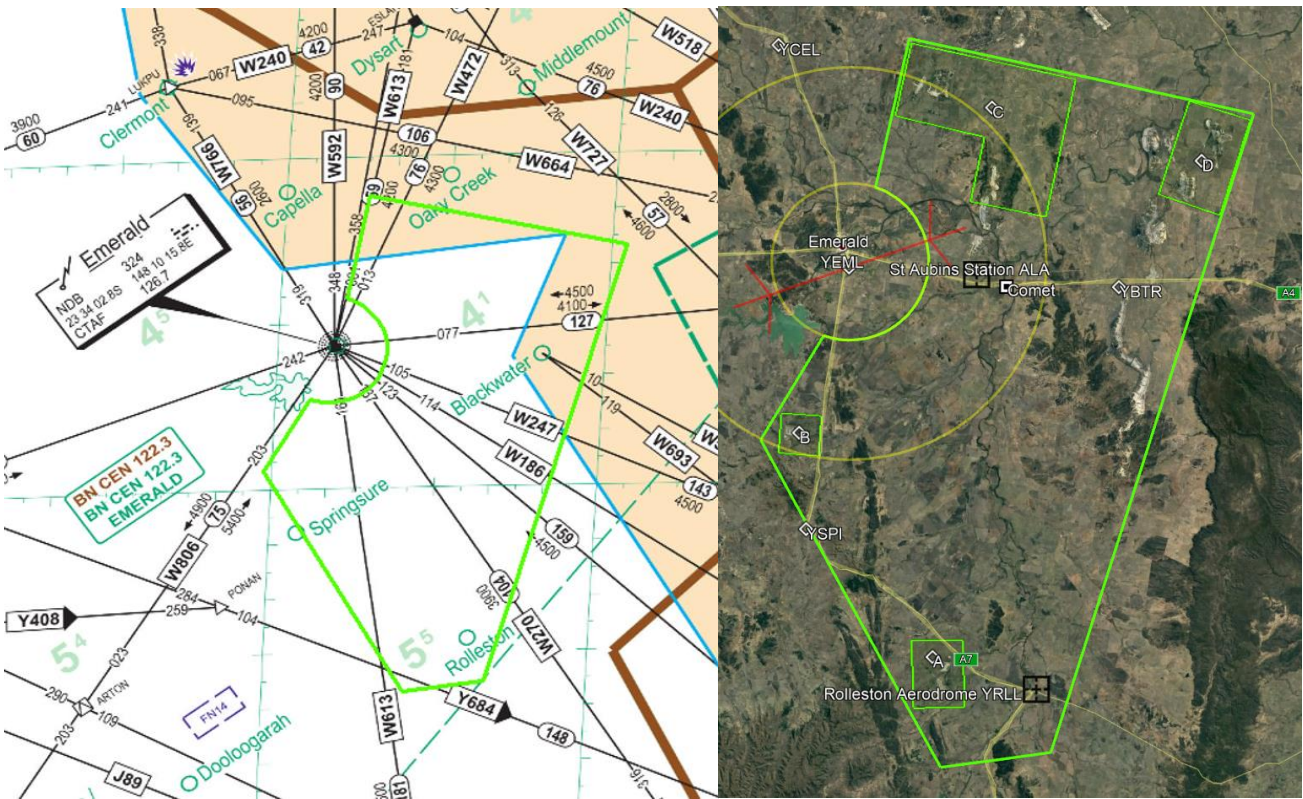 338
LUKPU
Clermont
3900
60
241
067
W240
4200
42
247
ESLA
Dysart
181
104
4500
76
W240
W518
313
Middlemount
126
W727
4200
90
W592
W613
W472
095
106
4300
W664
76
4300
139
W766
2600
56
Capella
Oaky Creek
57
2800
4600
358
348
013
319
Emerald
NDB
324
23 34 02.8S 148 10 15.8E
CTAF
126.7
4⁵
4¹
4500
4100
127
077
242
105
123
114
Blackwater
119
W247
W186
W693
143
4500
BN CEN 122.3
BN CEN 122.3
EMERALD
203
4900
75
5400
W806
Springsure
159
4500
PONAN
284
259
104
Y408
104
3900
W270
5⁴
5⁵
Rolleston
023
ARTON
290
109
203
FN14
Dooloogarah
J89
W613
Y684
148
316
YCEL
C
D
Emerald
YEML
St Aubins Station ALA
Comet
YBTR
A4
B
YSPI
A
A7
Rolleston Aerodrome YRLL